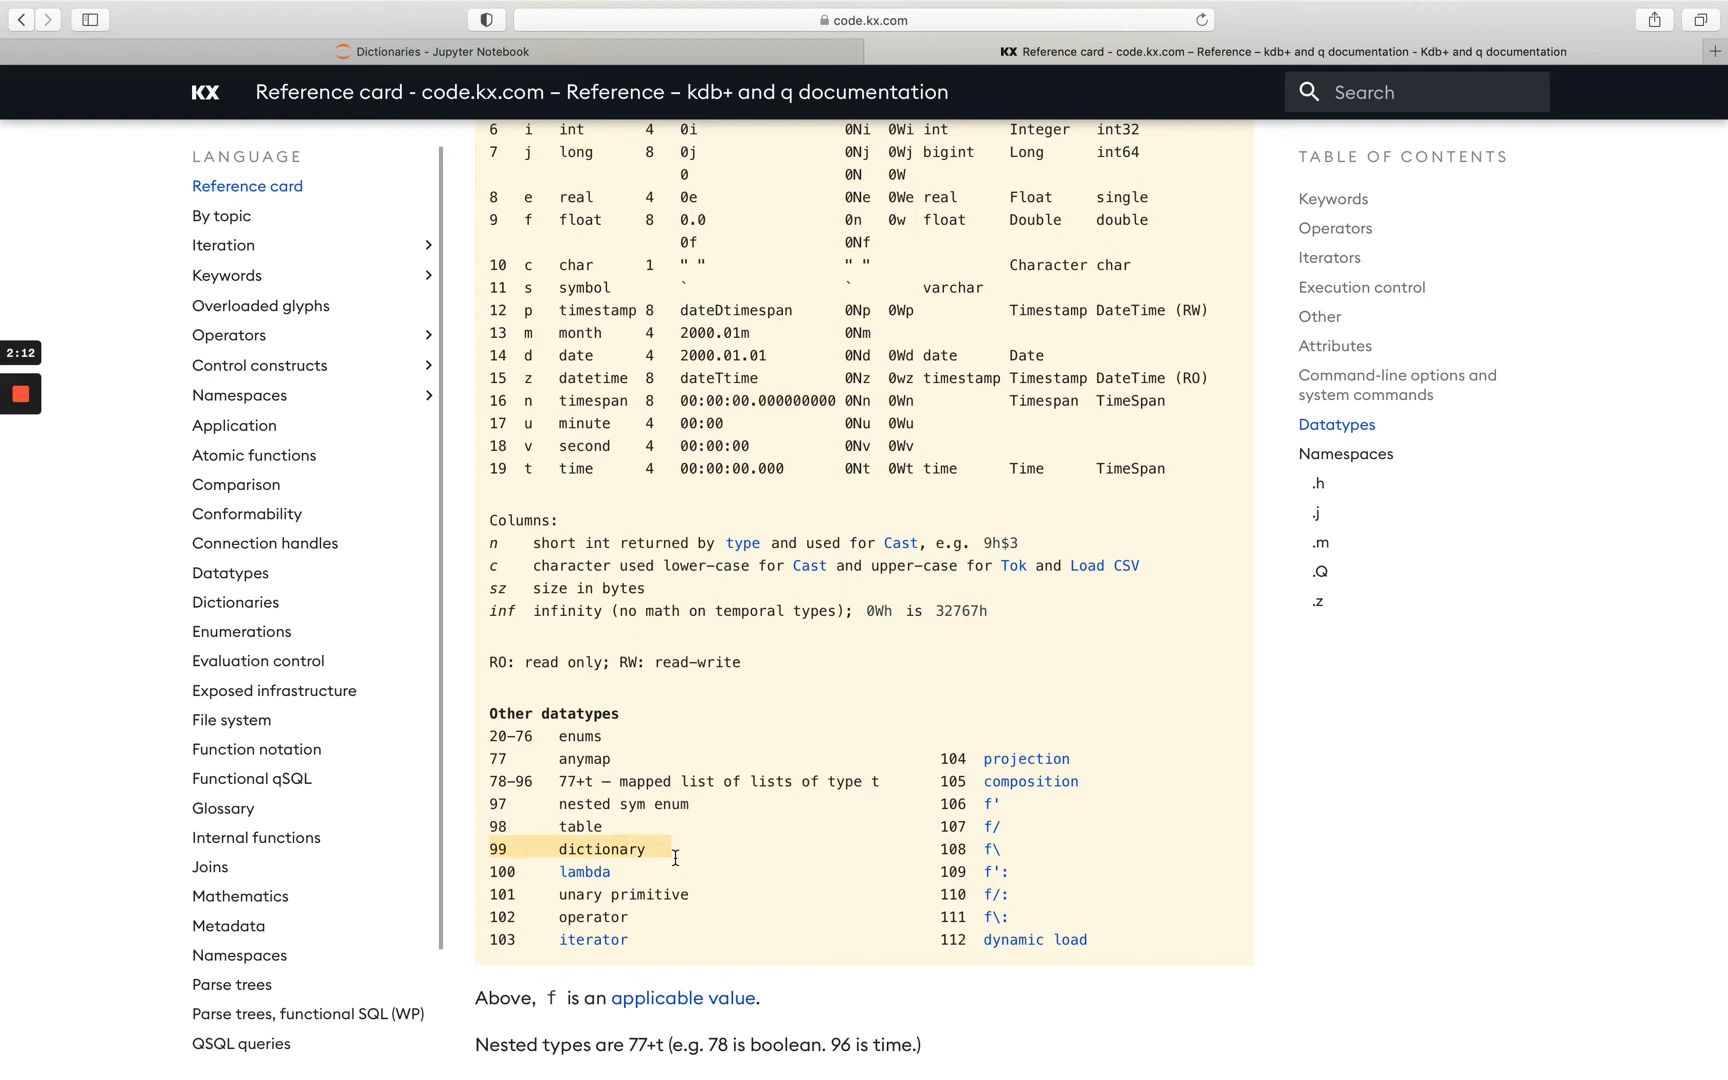 code.kx.com
Dictionaries - Jupyter Notebook
KX Reference card - code.kx.com – Reference – kdb+ and q documentation - Kdb+ and q documentation
KX Reference card - code.kx.com – Reference – kdb+ and q documentation
Search
LANGUAGE
Reference card
By topic
Iteration
Keywords
Overloaded glyphs
Operators
Control constructs
Namespaces
Application
Atomic functions
Comparison
Conformability
Connection handles
Datatypes
Dictionaries
Enumerations
Evaluation control
Exposed infrastructure
File system
Function notation
Functional qSQL
Glossary
Internal functions
Joins
Mathematics
Metadata
Namespaces
Parse trees
Parse trees, functional SQL (WP)
QSQL queries
2:12
6 i int 4 0i 0Ni 0Wi int Integer int32
7 j long 8 0j 0Nj 0Wj bigint Long int64
0 0N 0W
8 e real 4 0e 0Ne 0We real Float single
9 f float 8 0.0 0n 0w float Double double
0f 0Nf
10 c char 1 " " " " Character char
11 s symbol ` ` varchar
12 p timestamp 8 dateDtimespan 0Np 0Wp Timestamp DateTime (RW)
13 m month 4 2000.01m 0Nm
14 d date 4 2000.01.01 0Nd 0Wd date Date
15 z datetime 8 dateTtime 0Nz 0wz timestamp Timestamp DateTime (RO)
16 n timespan 8 00:00:00.000000000 0Nn 0Wn Timespan TimeSpan
17 u minute 4 00:00 0Nu 0Wu
18 v second 4 00:00:00 0Nv 0Wv
19 t time 4 00:00:00.000 0Nt 0Wt time Time TimeSpan
Columns:
n short int returned by type and used for Cast, e.g. 9h$3
c character used lower-case for Cast and upper-case for Tok and Load CSV
sz size in bytes
inf infinity (no math on temporal types); 0Wh is 32767h
RO: read only; RW: read-write
Other datatypes
20-76 enums
77 anymap 104 projection
78-96 77+t – mapped list of lists of type t 105 composition
97 nested sym enum 106 f'
98 table 107 f/
99 dictionary 108 f\
100 lambda 109 f':
101 unary primitive 110 f/:
102 operator 111 f\:
103 iterator 112 dynamic load
Above, f is an applicable value.
Nested types are 77+t (e.g. 78 is boolean. 96 is time.)
TABLE OF CONTENTS
Keywords
Operators
Iterators
Execution control
Other
Attributes
Command-line options and
system commands
Datatypes
Namespaces
.h
.j
.m
.Q
.z